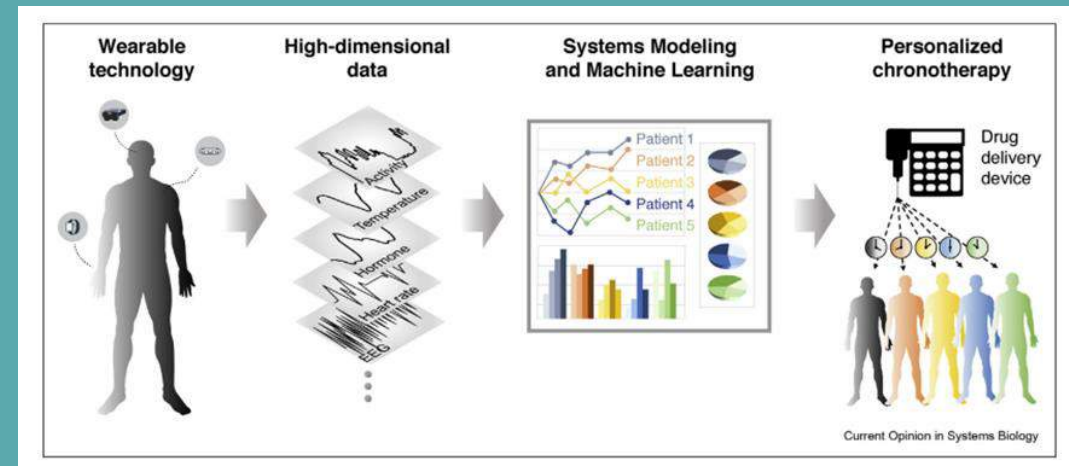 Wearable
technology
High-dimensional
data
Systems Modeling
and Machine Learning
Personalized
chronotherapy
Activity
Temperature
Hormone
Heart rate
EEG
Patient 1
Patient 2
Patient 3
Patient 4
Patient 5
Drug
delivery
device
Current Opinion in Systems Biology